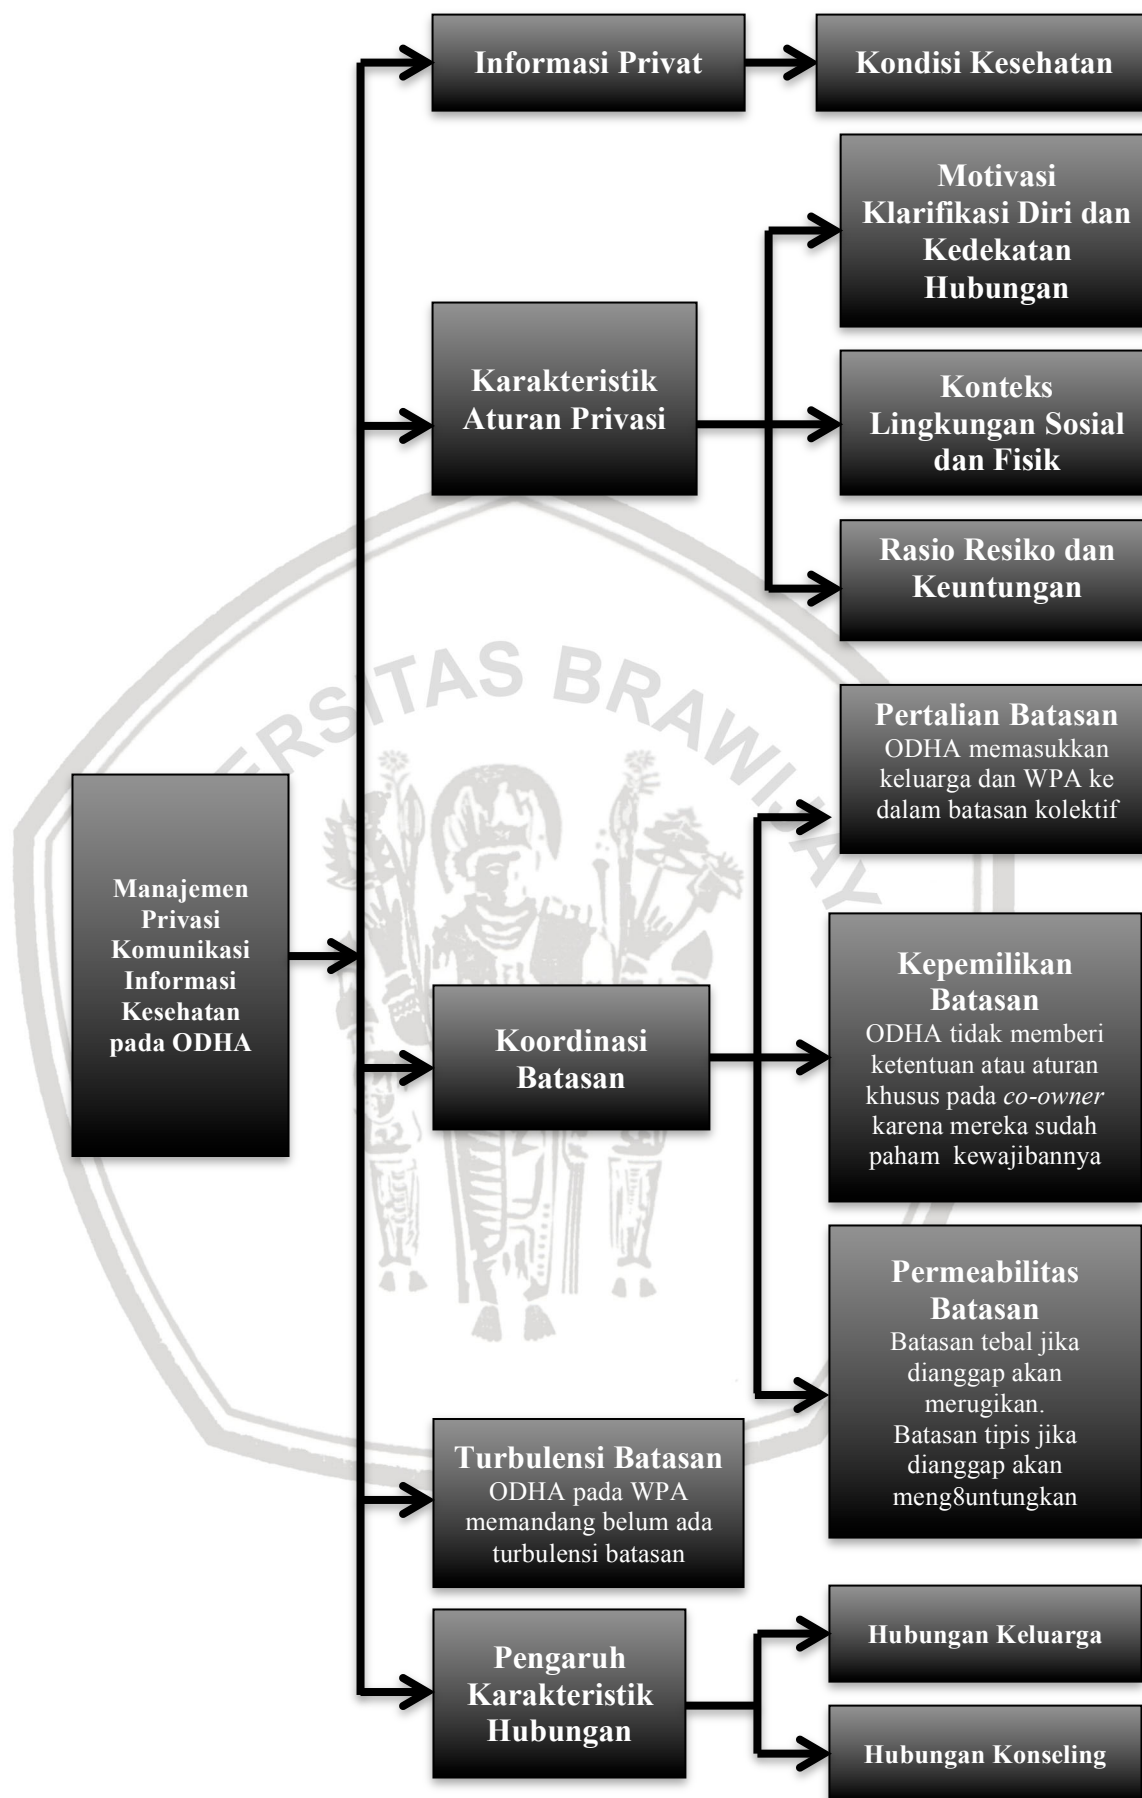 Informasi Privat
Kondisi Kesehatan
Motivasi
Klarifikasi Diri dan
Kedekatan
Hubungan
Karakteristik
Aturan Privasi
Konteks
Lingkungan Sosial
dan Fisik
Rasio Resiko dan
Keuntungan
ERSITAS BRAWIJAY
Manajemen
Privasi
Komunikasi
Informasi
Kesehatan
pada ODHA
Pertalian Batasan
ODHA memasukkan
keluarga dan WPA ke
dalam batasan kolektif
Koordinasi
Batasan
Kepemilikan
Batasan
ODHA tidak memberi
ketentuan atau aturan
khusus pada co-owner
karena mereka sudah
paham kewajibannya
Permeabilitas
Batasan
Batasan tebal jika
dianggap akan
merugikan.
Batasan tipis jika
dianggap akan
meng8untungkan
Turbulensi Batasan
ODHA pada WPA
memandang belum ada
turbulensi batasan
Pengaruh
Karakteristik
Hubungan
Hubungan Keluarga
Hubungan Konseling